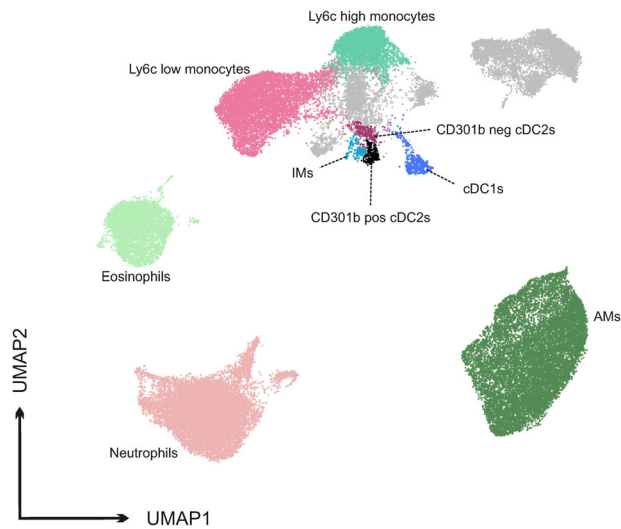 Ly6c high monocytes
Ly6c low monocytes
CD301b neg cDC2s
IMs
cDC1s
CD301b pos cDC2s
Eosinophils
AMs
UMAP2
Neutrophils
UMAP1